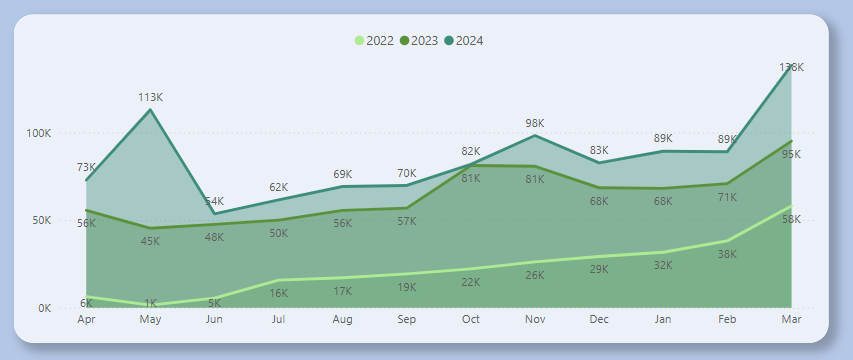 2022 2023 2024
138K
113K
100K
98K
95K
89K 89K
83K
82K
81K 81K
73K
71K
70K
69K
68K 68K
62K
58K
57K
56K 56K
54K
50K
50K
48K
45K
38K
32K
29K
26K
22K
19K
17K
16K
6K 1K 5K
0K
Apr May Jun Jul Aug Sep Oct Nov Dec Jan Feb Mar